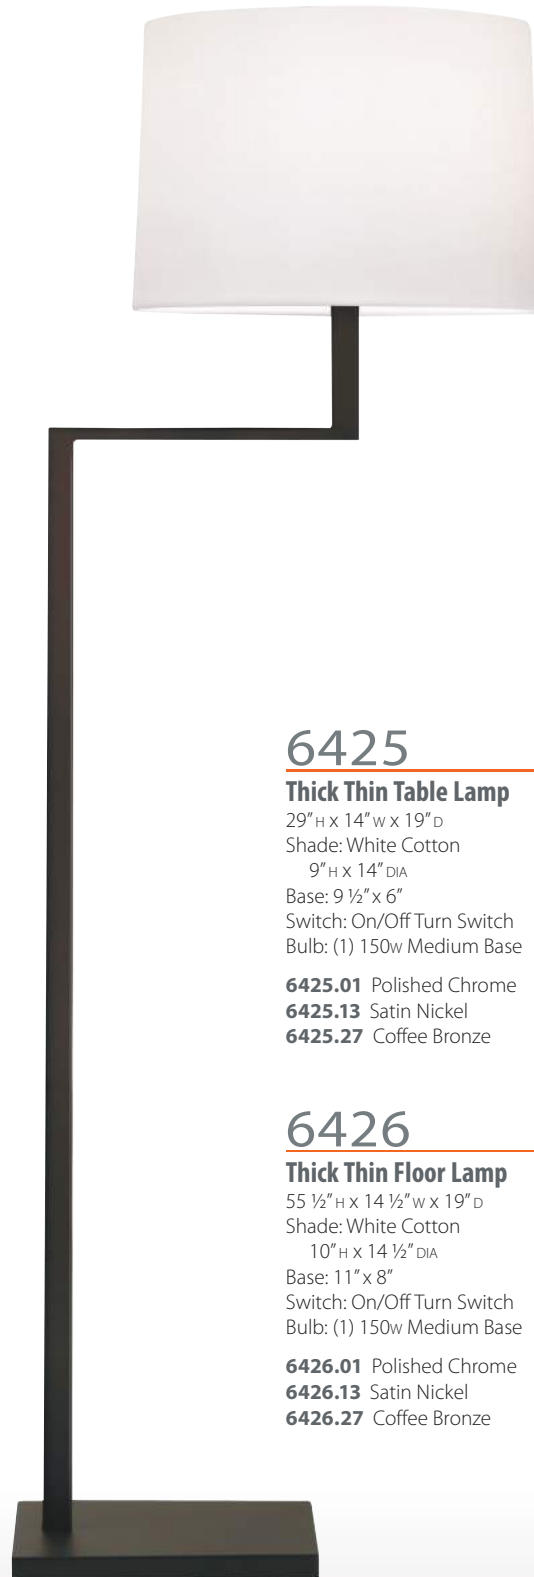 6425
Thick Thin Table Lamp
29” H x 14” W x 19” D
Shade: White Cotton
9” H x 14” DIA
Base: 9 ½” x 6”
Switch: On/Off Turn Switch
Bulb: (1) 150W Medium Base
6425.01 Polished Chrome
6425.13 Satin Nickel
6425.27 Coffee Bronze
6426
Thick Thin Floor Lamp
55 ½” H x 14 ½” W x 19” D
Shade: White Cotton
10” H x 14 ½” DIA
Base: 11” x 8”
Switch: On/Off Turn Switch
Bulb: (1) 150W Medium Base
6426.01 Polished Chrome
6426.13 Satin Nickel
6426.27 Coffee Bronze